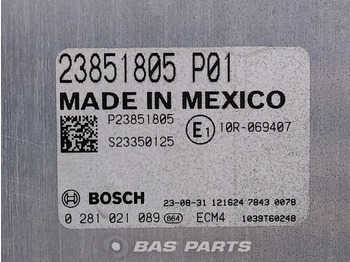 23851805 P01
MADE IN MEXICO
P23851805
S23350125
E1 10R-069407
BOSCH 23-08-31 121624 7843 0078
0 281 021 089 864 ECM4 1039T60248
BAS PARTS